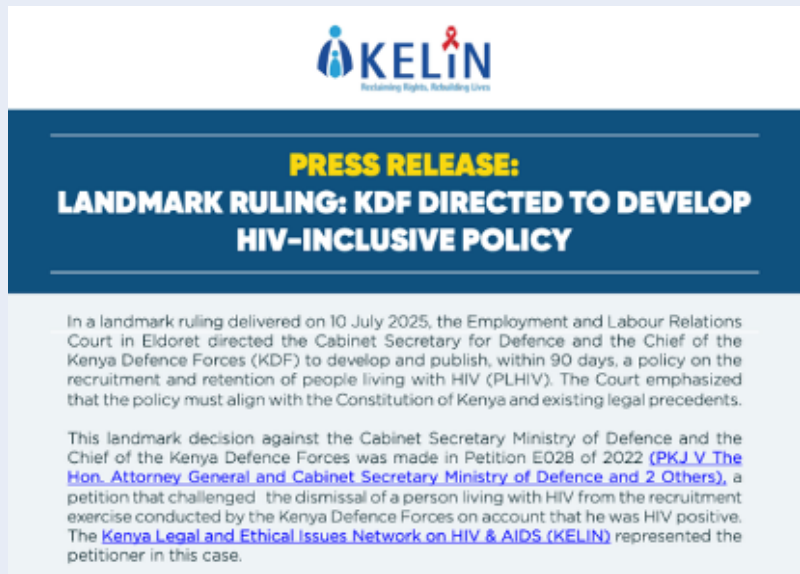 KELIN
Reclaiming Rights, Rebuilding Lives
PRESS RELEASE:
LANDMARK RULING: KDF DIRECTED TO DEVELOP
HIV-INCLUSIVE POLICY
In a landmark ruling delivered on 10 July 2025, the Employment and Labour Relations
Court in Eldoret directed the Cabinet Secretary for Defence and the Chief of the
Kenya Defence Forces (KDF) to develop and publish, within 90 days, a policy on the
recruitment and retention of people living with HIV (PLHIV). The Court emphasized
that the policy must align with the Constitution of Kenya and existing legal precedents.
This landmark decision against the Cabinet Secretary Ministry of Defence and the
Chief of the Kenya Defence Forces was made in Petition E028 of 2022 (PKJ V The
Hon. Attorney General and Cabinet Secretary Ministry of Defence and 2 Others), a
petition that challenged the dismissal of a person living with HIV from the recruitment
exercise conducted by the Kenya Defence Forces on account that he was HIV positive.
The Kenya Legal and Ethical Issues Network on HIV & AIDS (KELIN) represented the
petitioner in this case.